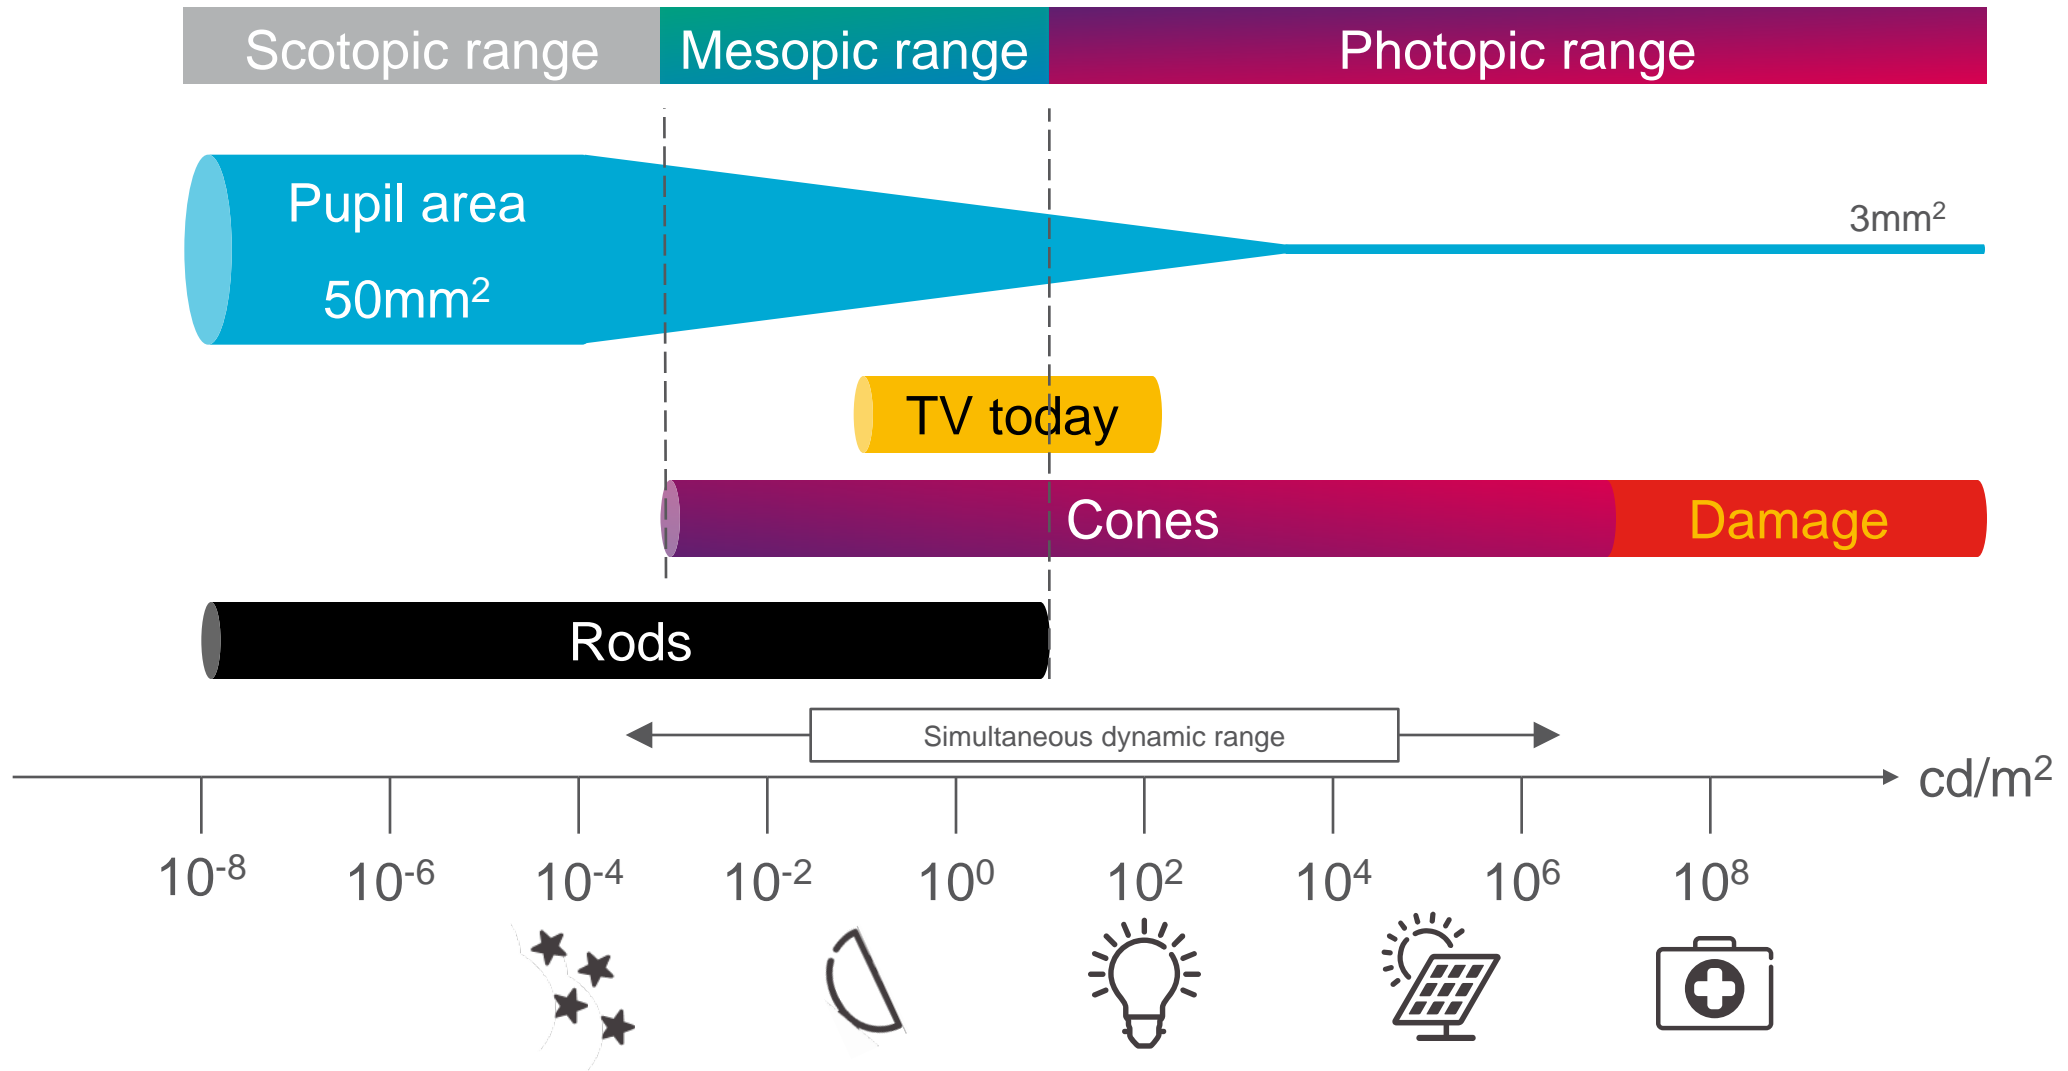 Scotopic range Mesopic range Photopic range
Pupil area
50mm²
3mm²
TV today
Cones Damage
Rods
Simultaneous dynamic range
cd/m²
10⁻⁸ 10⁻⁶ 10⁻⁴ 10⁻² 10⁰ 10² 10⁴ 10⁶ 10⁸